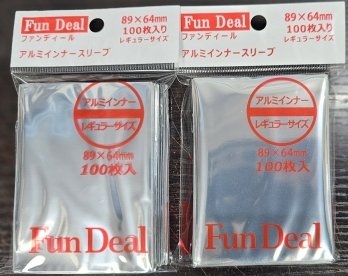 Fun Deal
ファンディール
89×64mm
100枚入り
レギュラーサイズ
アルミインナースリーブ
アルミインナー
レギュラーサイズ
89×64mm
100枚入
Fun Deal
Fun Deal
ファンディール
89×64mm
100枚入り
レギュラーサイズ
アルミインナースリーブ
アルミインナー
レギュラーサイズ
89×64mm
100枚入
Fun Deal